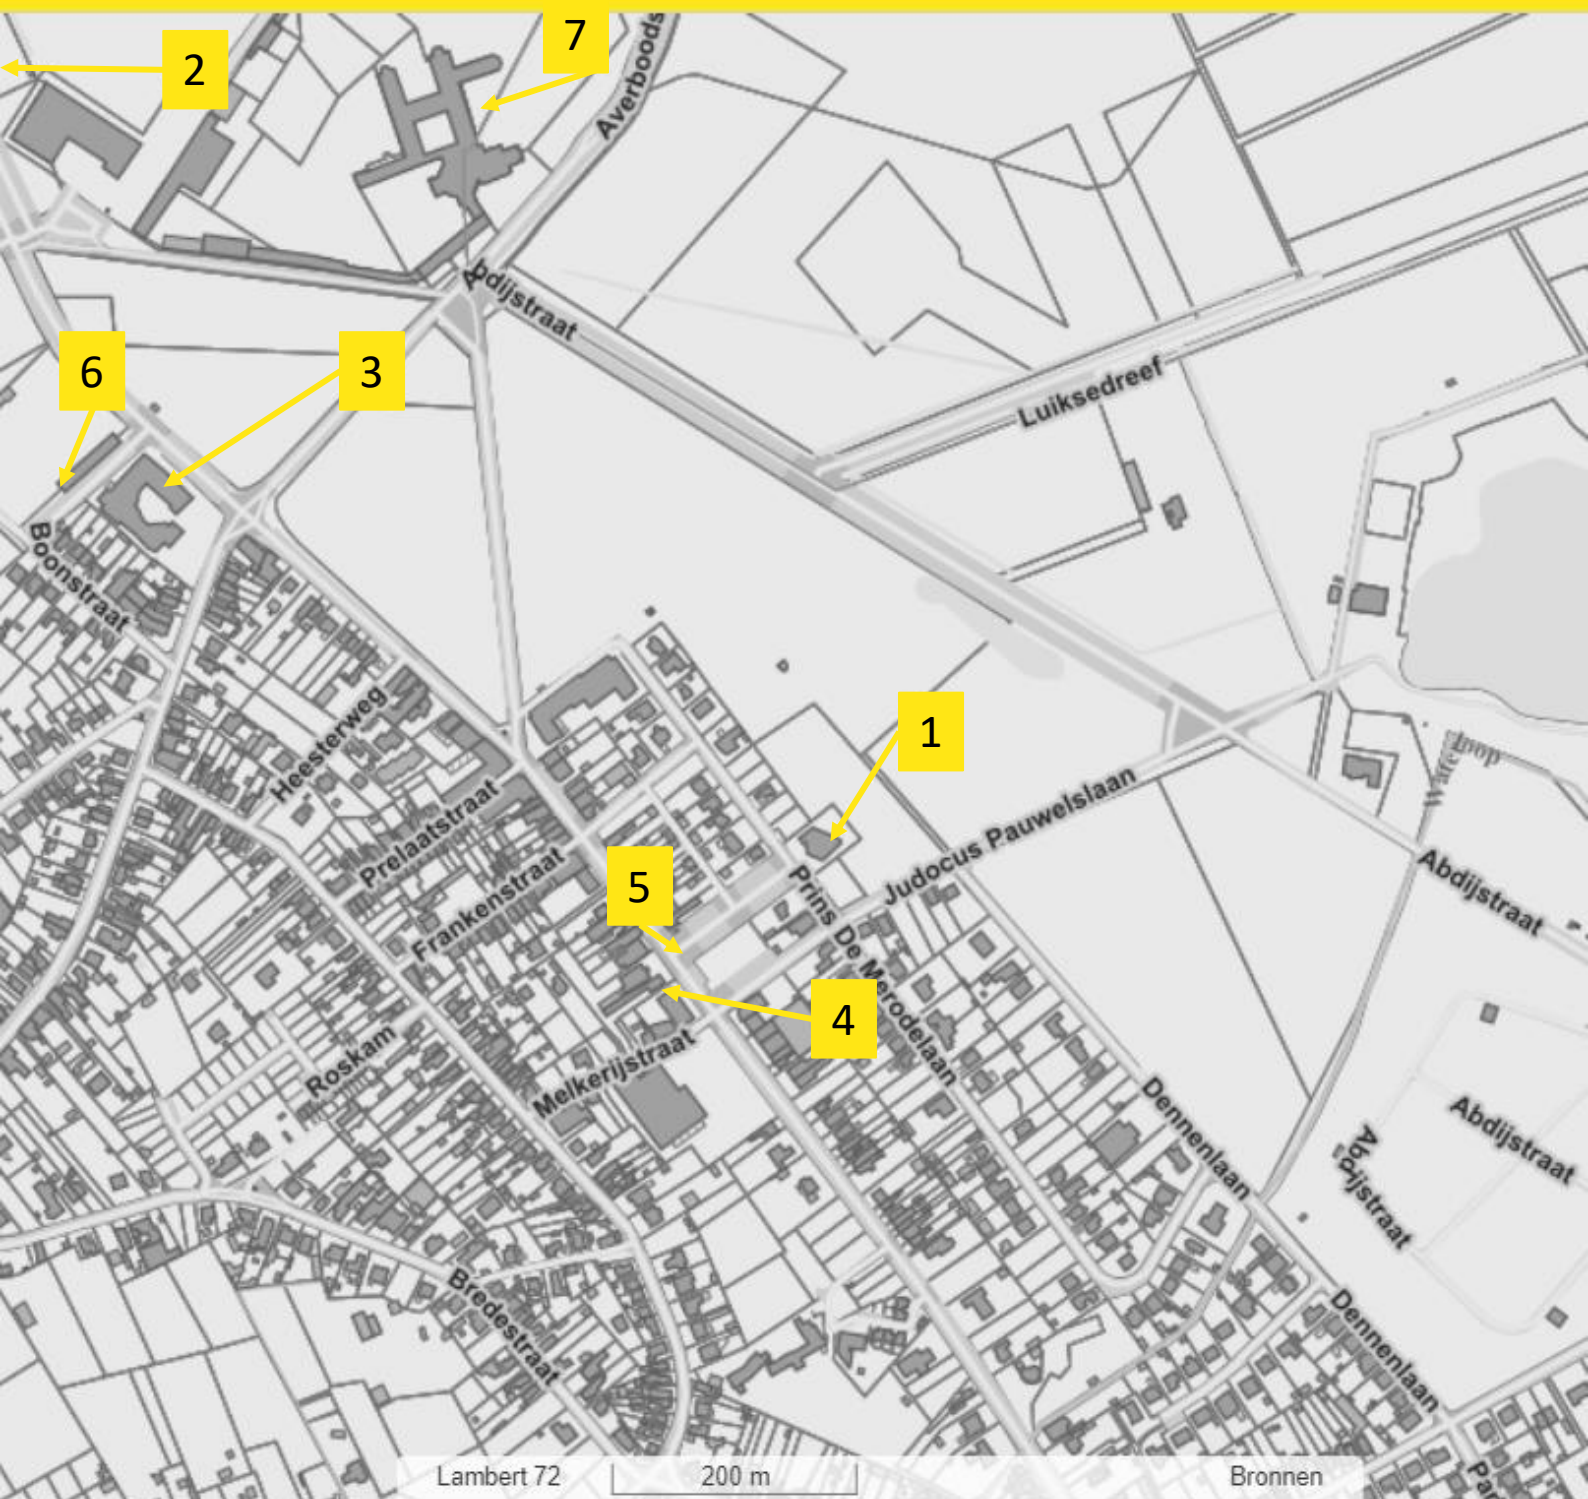 7
2
Averboods
Abdijstraat
6
3
Luiksedreef
Boonstraat
1
Heesterweg
Prelaatstraat
Judocus Pauwelslaan
Loop
Frankenstraat
5
Prins De Merodelaan
Abdijstraat
4
Roskam
Melkerijstraat
Dennenlaan
Abdijstraat
Abdijstraat
Bredestraat
Dennenlaan
Lambert 72
200 m
Bronnen